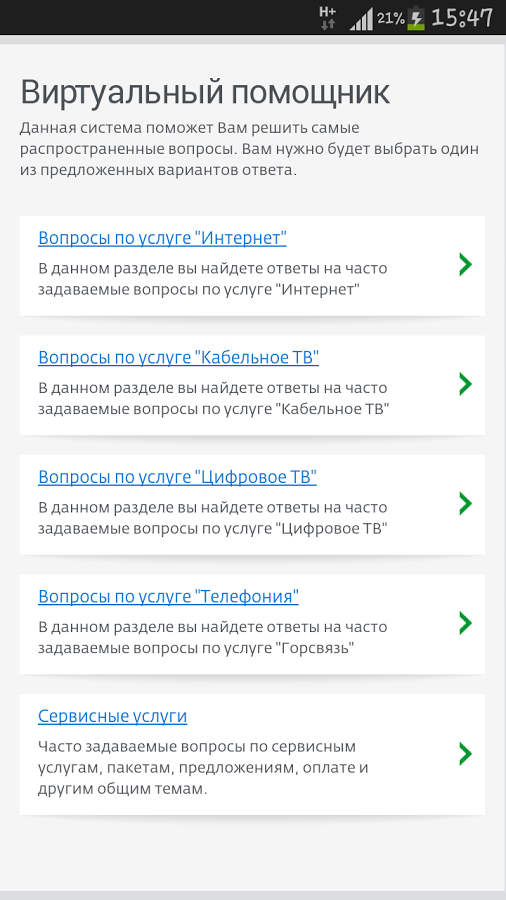 H+ 21% 15:47
Виртуальный помощник
Данная система поможет Вам решить самые
распространенные вопросы. Вам нужно будет выбрать один
из предложенных вариантов ответа.
Вопросы по услуге "Интернет"
В данном разделе вы найдете ответы на часто
задаваемые вопросы по услуге "Интернет"
Вопросы по услуге "Кабельное ТВ"
В данном разделе вы найдете ответы на часто
задаваемые вопросы по услуге "Кабельное ТВ"
Вопросы по услуге "Цифровое ТВ"
В данном разделе вы найдете ответы на часто
задаваемые вопросы по услуге "Цифровое ТВ"
Вопросы по услуге "Телефония"
В данном разделе вы найдете ответы на часто
задаваемые вопросы по услуге "Горсвязь"
Сервисные услуги
Часто задаваемые вопросы по сервисным
услугам, пакетам, предложениям, оплате и
другим общим темам.